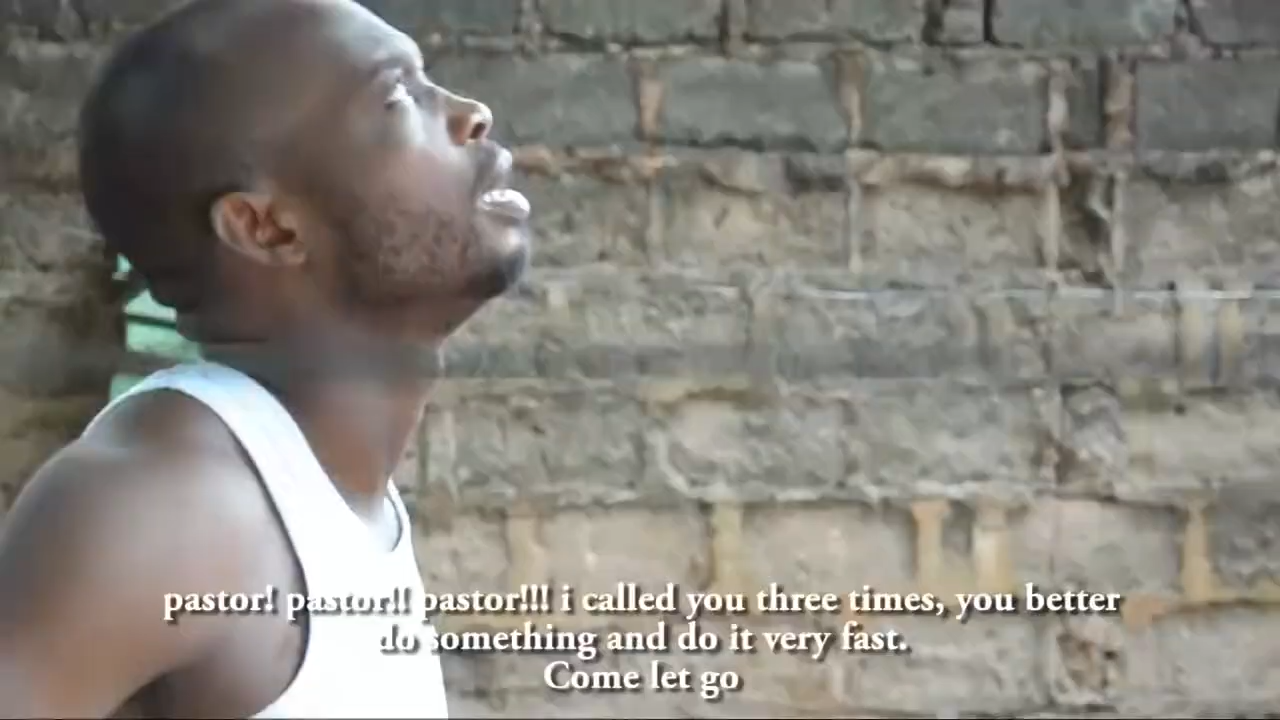 pastor! pastor!! pastor!!! i called you three times, you better
do something and do it very fast.
Come let go